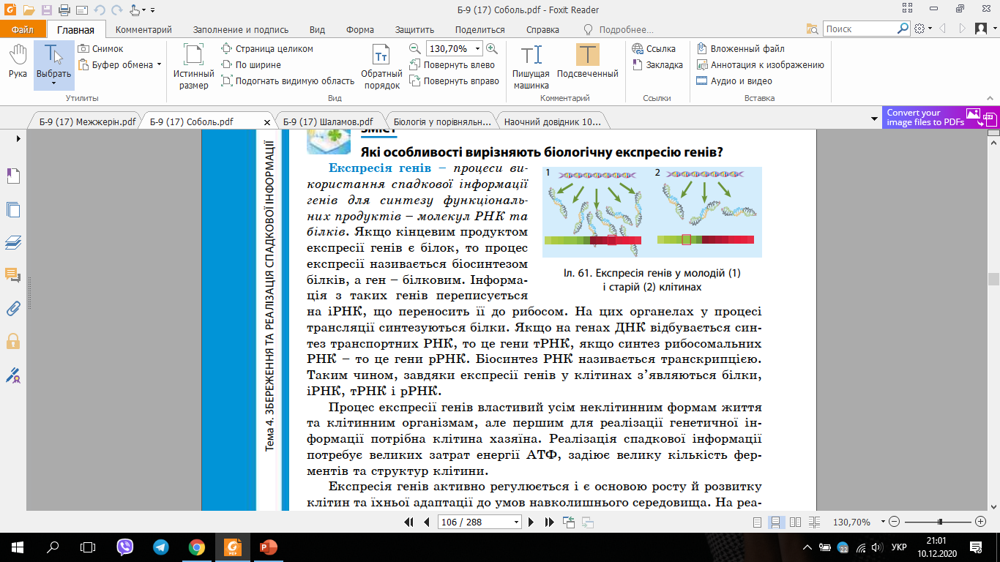 Б-9 (17) Соболь.pdf - Foxit Reader
Файл Главная Комментарий Заполнение и подпись Вид Форма Защитить Поделиться Справка Подробнее... Поиск
Рука
Выбрать
Снимок
Буфер обмена
Утилиты
Истинный размер
Страница целиком
По ширине
Подогнать видимую область
Обратный порядок
130,70%
Повернуть влево
Повернуть вправо
Вид
Пишущая машинка
Подсвеченный
Комментарий
Ссылка
Закладка
Ссылки
Вложенный файл
Аннотация к изображению
Аудио и видео
Вставка
Б-9 (17) Межжерін.pdf Б-9 (17) Соболь.pdf Б-9 (17) Шаламов.pdf Біологія у порівняльн... Наочний довідник 10...
Convert your
image files to PDFs
Тема 4. ЗБЕРЕЖЕННЯ ТА РЕАЛІЗАЦІЯ СПАДКОВОЇ ІНФОРМАЦІЇ
ЗМІСТ
Які особливості вирізняють біологічну експресію генів?
Експресія генів – процеси ви-
користання спадкової інформації
генів для синтезу функціональ-
них продуктів – молекул РНК та
білків. Якщо кінцевим продуктом
експресії генів є білок, то процес
експресії називається біосинтезом
білків, а ген – білковим. Інформа-
ція з таких генів переписується
1 2
Іл. 61. Експресія генів у молодій (1)
і старій (2) клітинах
на іРНК, що переносить її до рибосом. На цих органелах у процесі
трансляції синтезуються білки. Якщо на генах ДНК відбувається син-
тез транспортних РНК, то це гени тРНК, якщо синтез рибосомальних
РНК – то це гени рРНК. Біосинтез РНК називається транскрипцією.
Таким чином, завдяки експресії генів у клітинах з’являються білки,
іРНК, тРНК і рРНК.
Процес експресії генів властивий усім неклітинним формам життя
та клітинним організмам, але першим для реалізації генетичної ін-
формації потрібна клітина хазяїна. Реалізація спадкової інформації
потребує великих затрат енергії АТФ, задіює велику кількість фер-
ментів та структур клітини.
Експресія генів активно регулюється і є основою росту й розвитку
клітин та їхньої адаптації до умов навколишнього середовища. На реа-
106 / 288
130,70%
22
УКР
21:01
10.12.2020